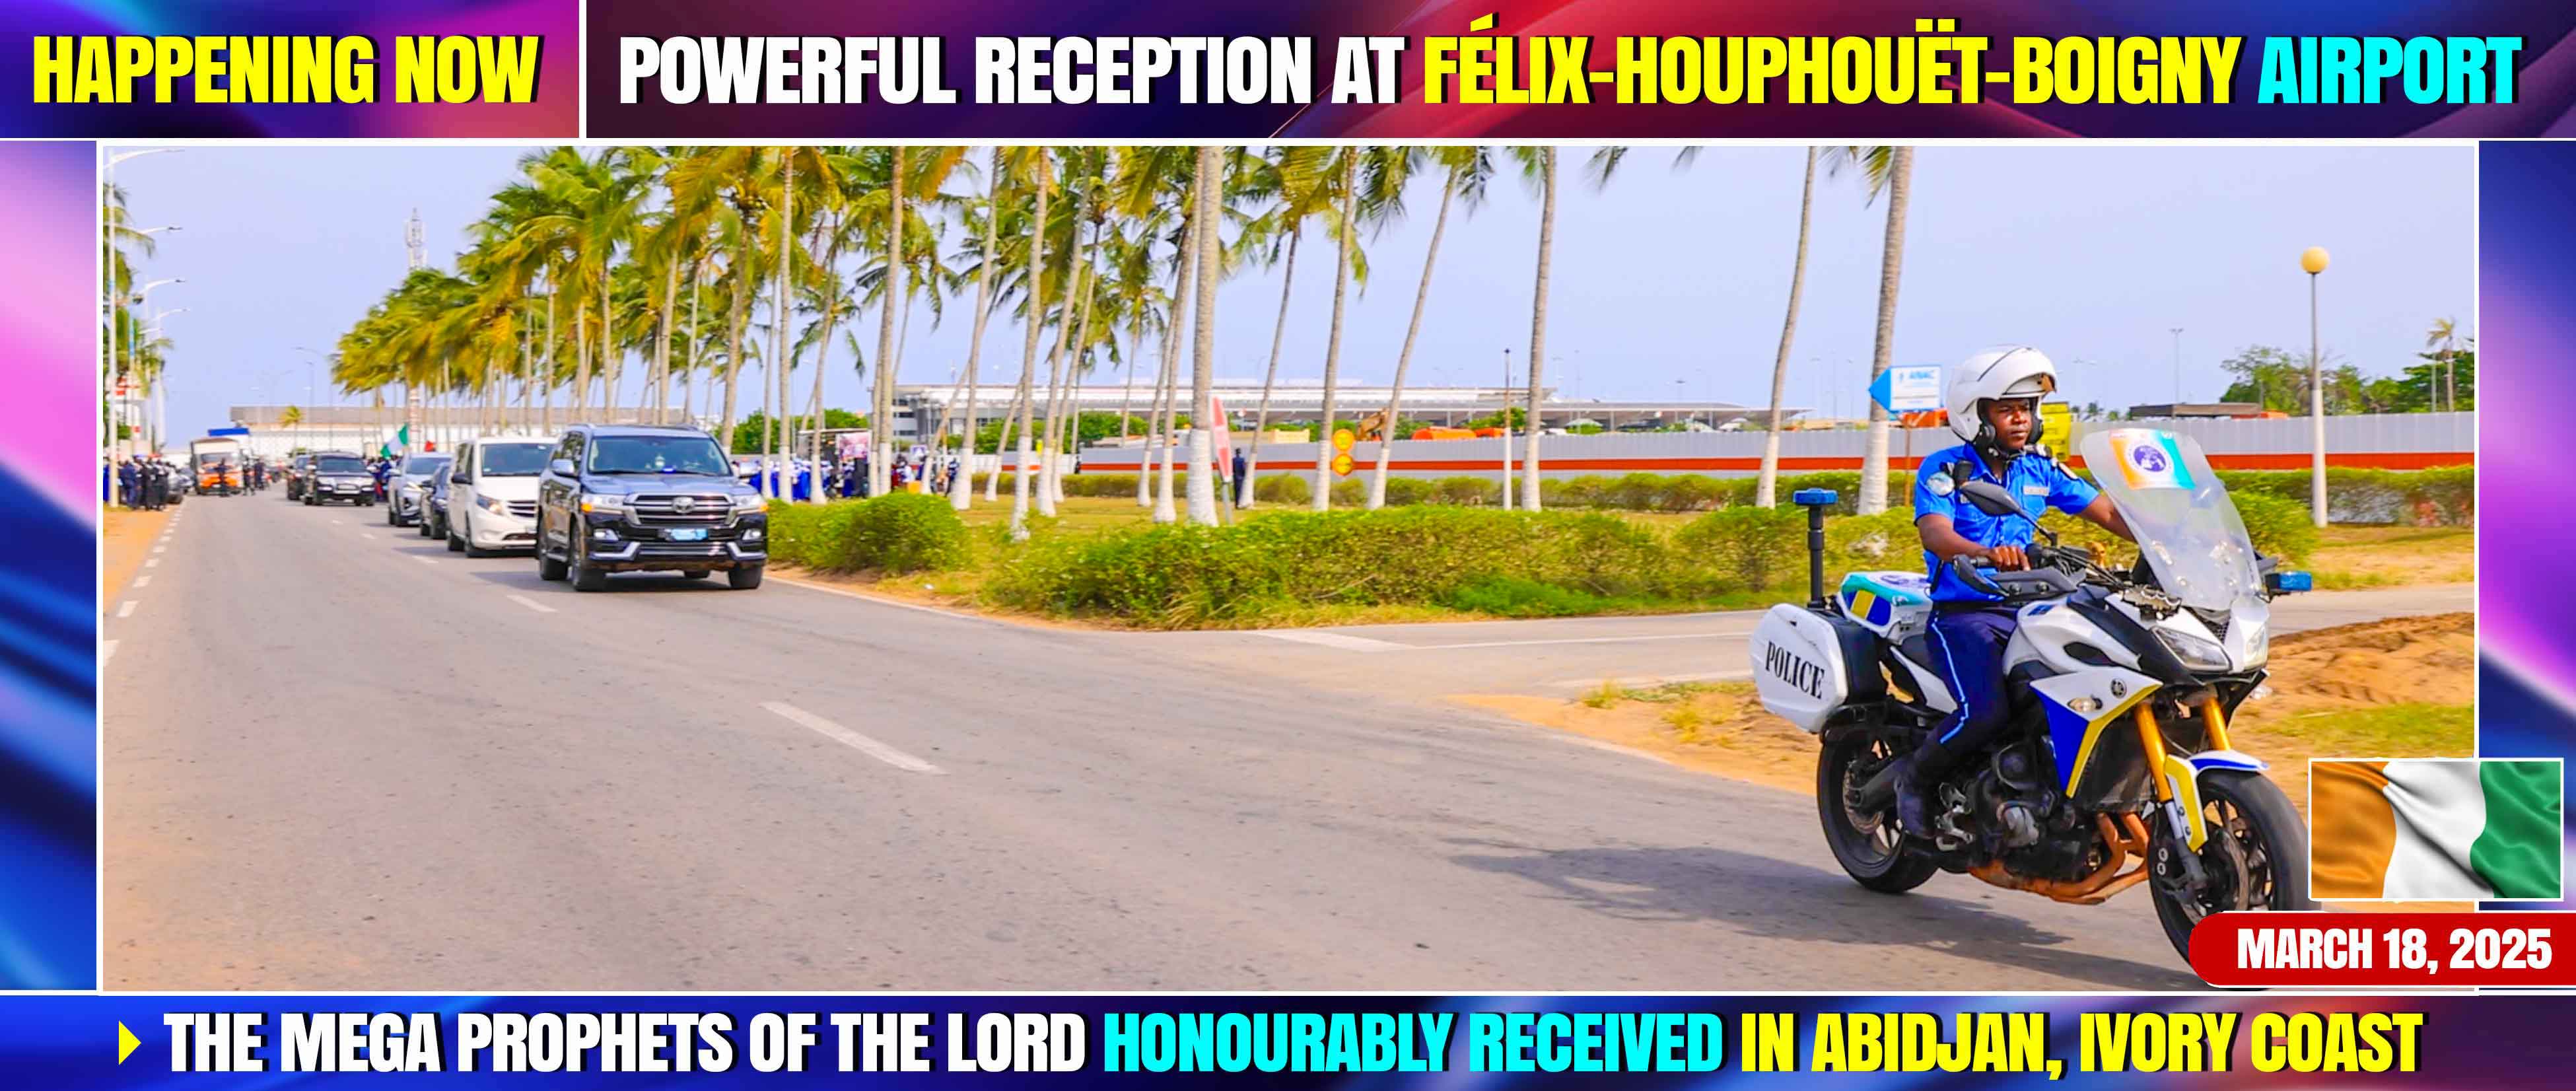 HAPPENING NOW
POWERFUL RECEPTION AT FÉLIX-HOUPHOUËT-BOIGNY AIRPORT
ANAC
POLICE
MARCH 18, 2025
THE MEGA PROPHETS OF THE LORD HONOURABLY RECEIVED IN ABIDJAN, IVORY COAST